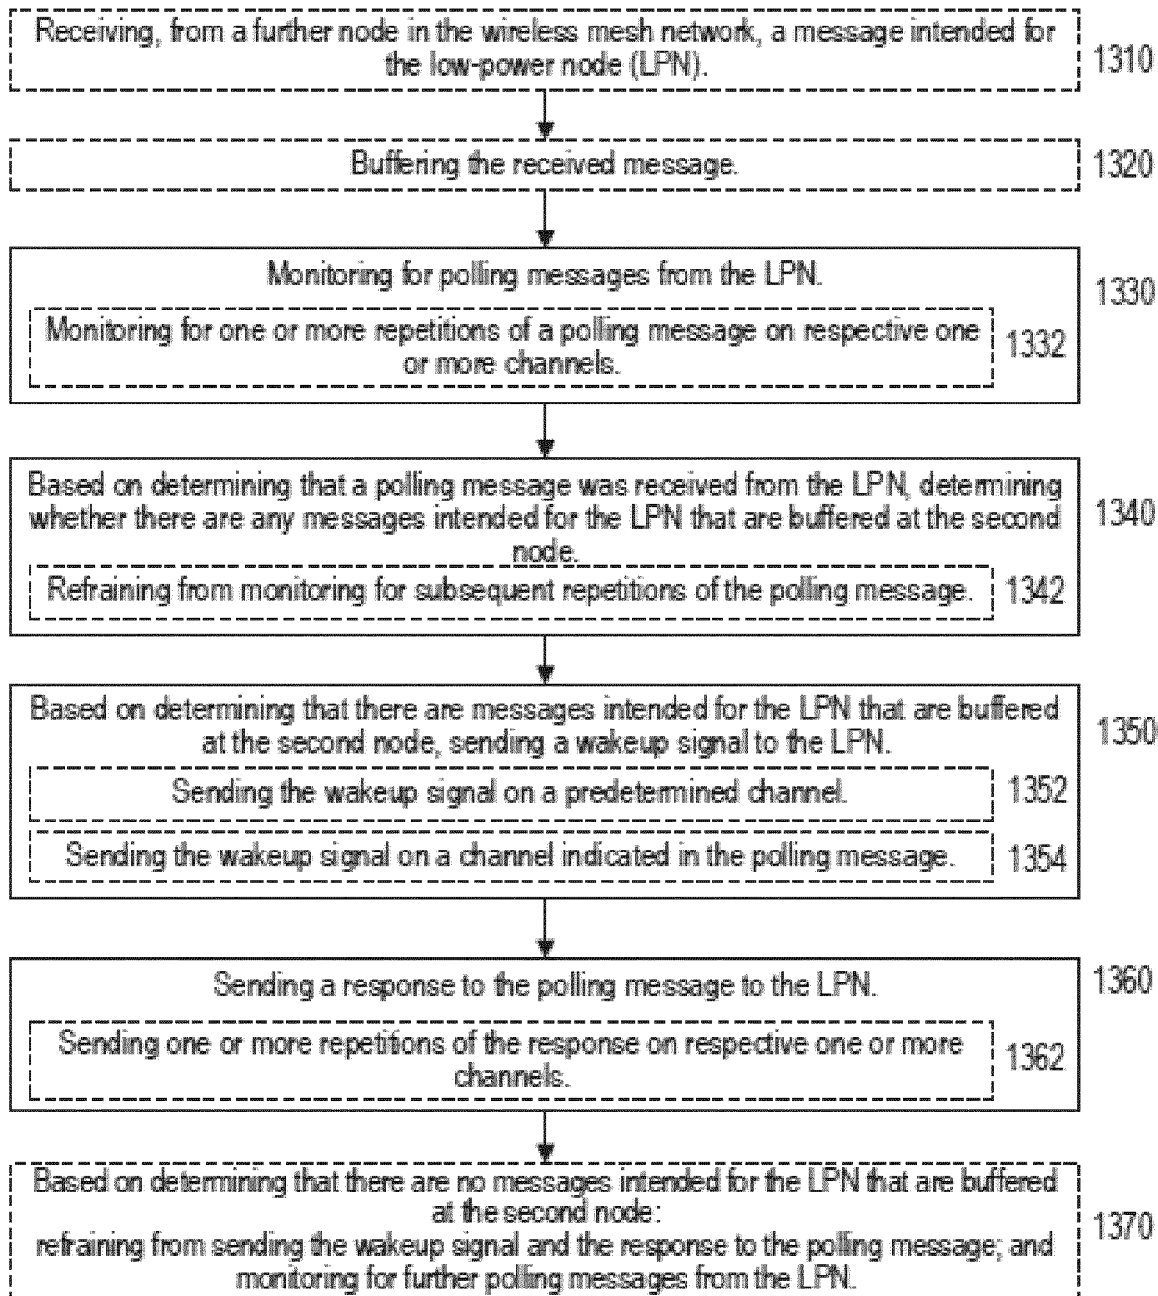 Receiving, from a further node in the wireless mesh network, a message intended for
the low-power node (LPN).
1310
Buffering the received message.
1320
Monitoring for polling messages from the LPN.
1330
Monitoring for one or more repetitions of a polling message on respective one
or more channels.
1332
Based on determining that a polling message was received from the LPN, determining
whether there are any messages intended for the LPN that are buffered at the second
node.
1340
Refraining from monitoring for subsequent repetitions of the polling message.
1342
Based on determining that there are messages intended for the LPN that are buffered
at the second node, sending a wakeup signal to the LPN.
1350
Sending the wakeup signal on a predetermined channel.
1352
Sending the wakeup signal on a channel indicated in the polling message.
1354
Sending a response to the polling message to the LPN.
1360
Sending one or more repetitions of the response on respective one or more
channels.
1362
Based on determining that there are no messages intended for the LPN that are buffered
at the second node:
refraining from sending the wakeup signal and the response to the polling message; and
monitoring for further polling messages from the LPN.
1370